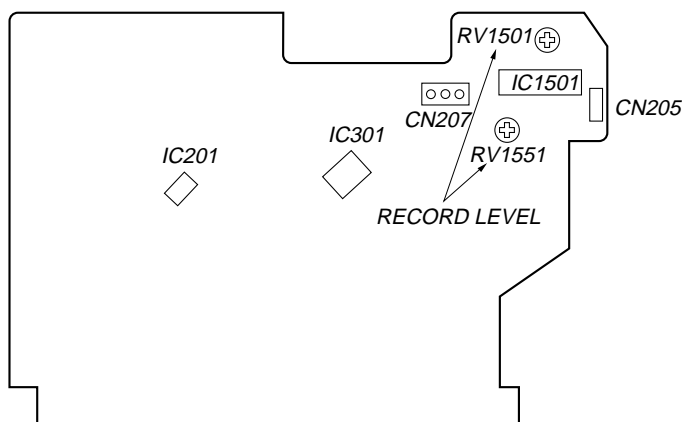 RV1501
IC1501
CN205
CN207
IC301
RV1551
IC201
RECORD LEVEL